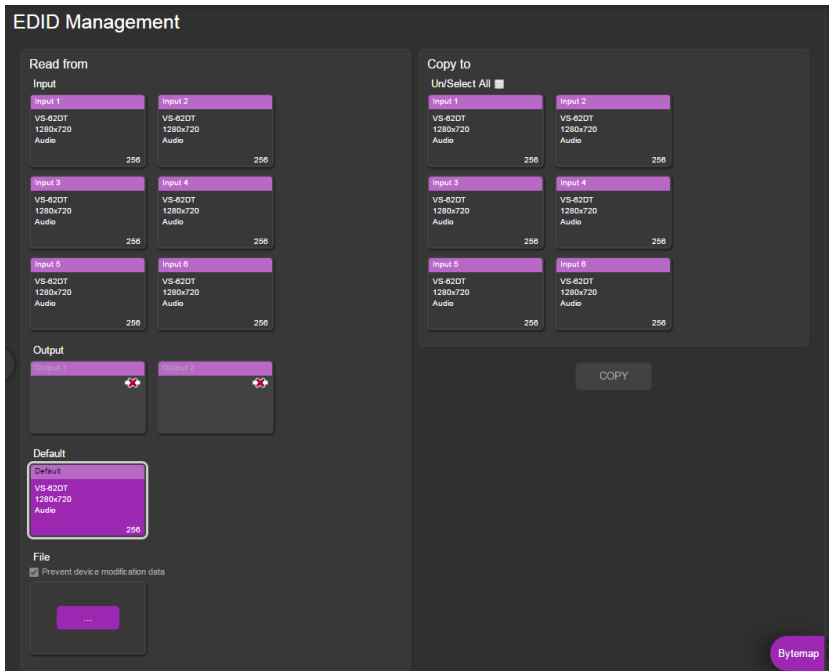 EDID Management
Read from
Input
Input 1
VS-62DT
1280x720
Audio
256
Input 2
VS-62DT
1280x720
Audio
256
Input 3
VS-62DT
1280x720
Audio
256
Input 4
VS-62DT
1280x720
Audio
256
Input 5
VS-62DT
1280x720
Audio
256
Input 6
VS-62DT
1280x720
Audio
256
Output
Output 1
Output 2
Default
Default
VS-62DT
1280x720
Audio
256
File
Prevent device modification data
...
Copy to
Un/Select All
Input 1
VS-62DT
1280x720
Audio
256
Input 2
VS-62DT
1280x720
Audio
256
Input 3
VS-62DT
1280x720
Audio
256
Input 4
VS-62DT
1280x720
Audio
256
Input 5
VS-62DT
1280x720
Audio
256
Input 6
VS-62DT
1280x720
Audio
256
COPY
Bytemap